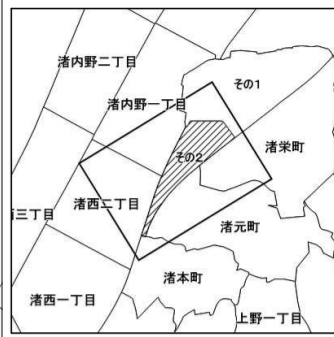 渚内野二丁目
その1
渚内野一丁目
渚栄町
その2
渚西二丁目
三丁目
渚元町
渚本町
渚西一丁目
上野一丁目